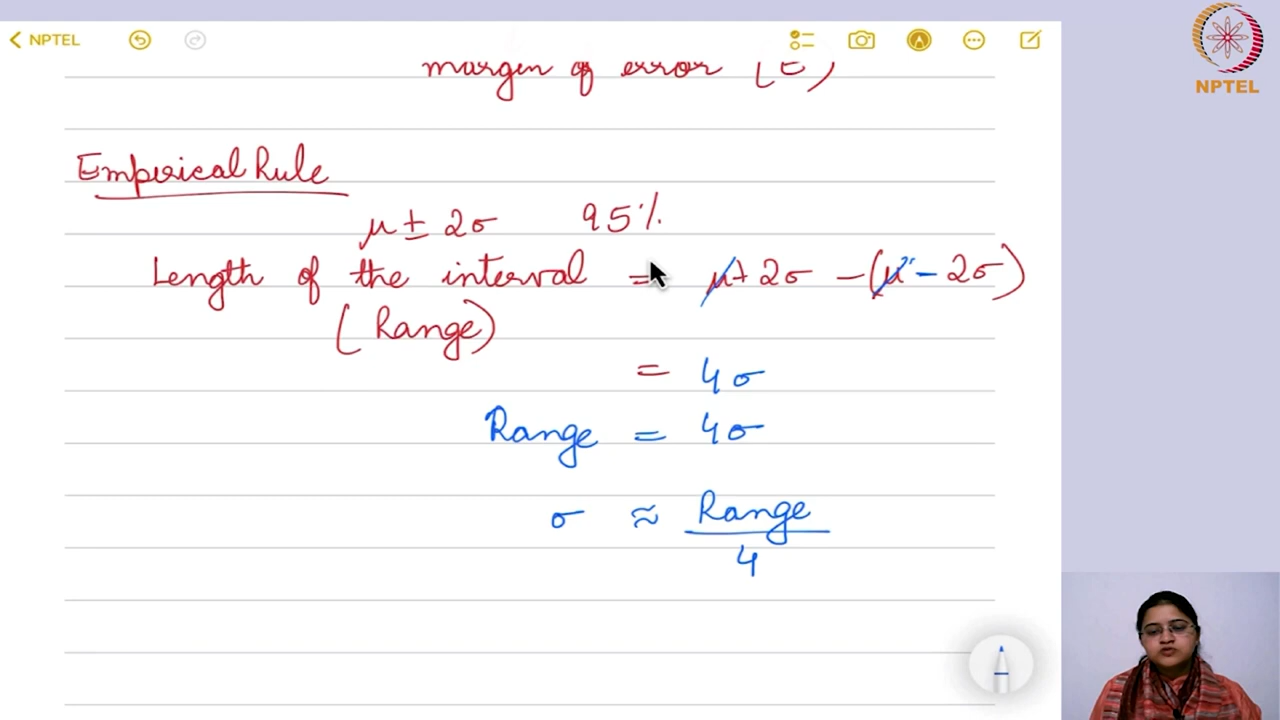 NPTEL
NPTEL
margin of error (E)
Empirical Rule
μ ± 2σ 95%
Length of the interval = μ + 2σ - (μ - 2σ)
(Range)
= 4σ
Range = 4σ
σ ≈ Range
4